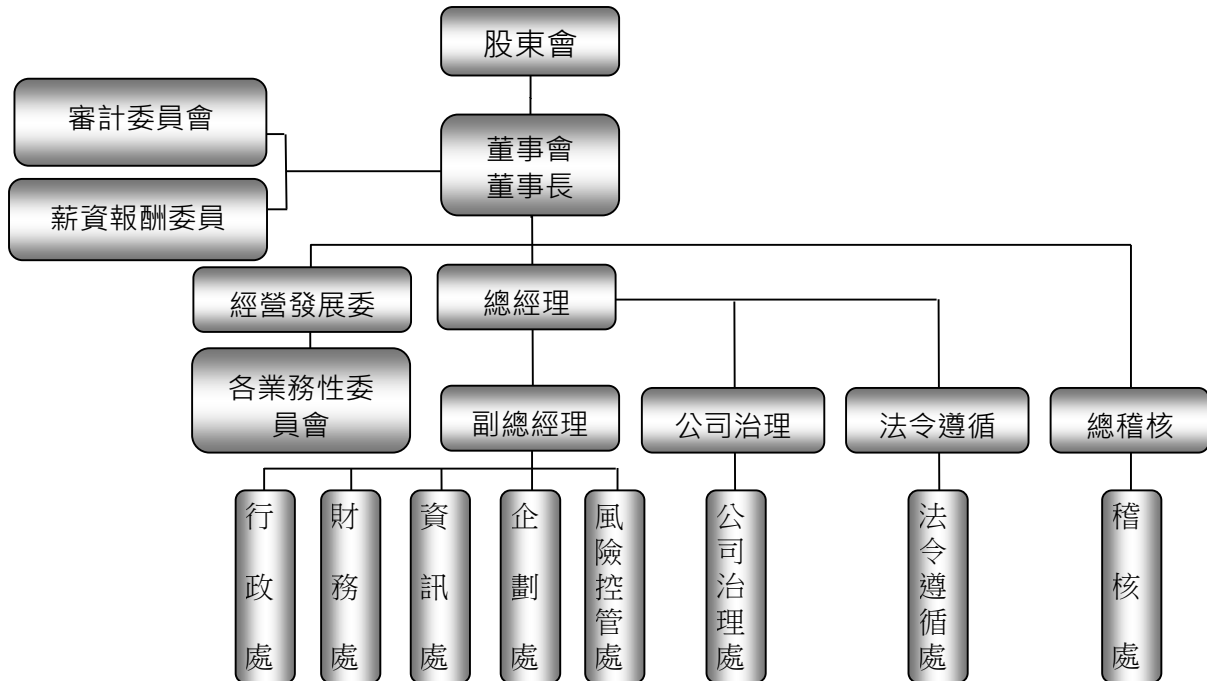 股東會
審計委員會
董事會
董事長
薪資報酬委員
經營發展委
總經理
各業務性委
員會
副總經理
公司治理
法令遵循
總稽核
行政處
財務處
資訊處
企劃處
風險控管處
公司治理處
法令遵循處
稽核處